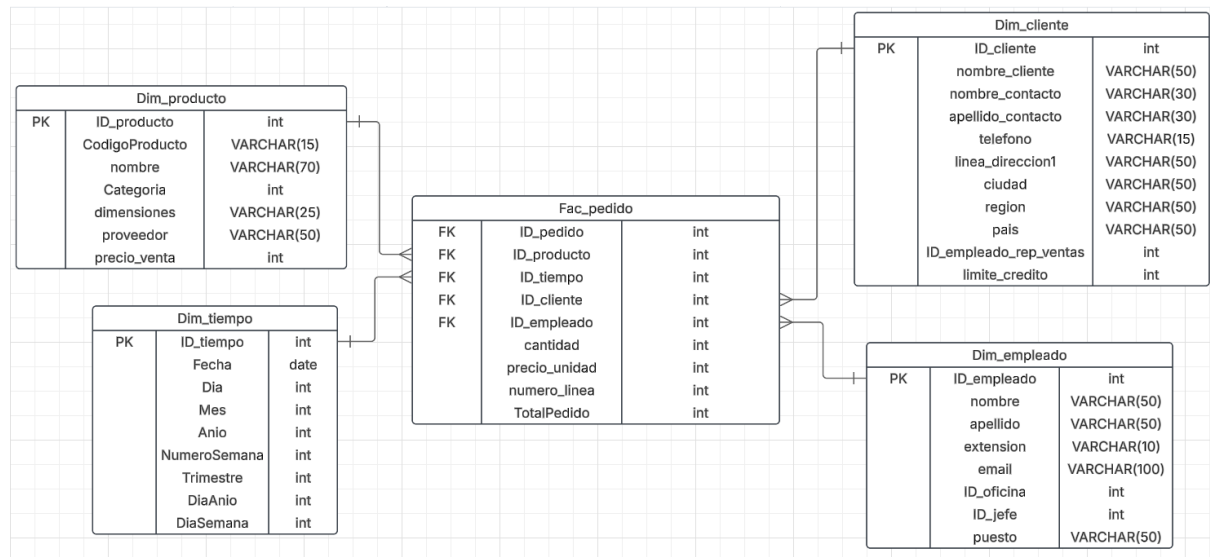 Dim_producto
PK ID_producto int
CodigoProducto VARCHAR(15)
nombre VARCHAR(70)
Categoria int
dimensiones VARCHAR(25)
proveedor VARCHAR(50)
precio_venta int
Dim_tiempo
PK ID_tiempo int
Fecha date
Dia int
Mes int
Anio int
NumeroSemana int
Trimestre int
DiaAnio int
DiaSemana int
Fac_pedido
FK ID_pedido int
FK ID_producto int
FK ID_tiempo int
FK ID_cliente int
FK ID_empleado int
cantidad int
precio_unidad int
numero_linea int
TotalPedido int
Dim_cliente
PK ID_cliente int
nombre_cliente VARCHAR(50)
nombre_contacto VARCHAR(30)
apellido_contacto VARCHAR(30)
telefono VARCHAR(15)
linea_direccion1 VARCHAR(50)
ciudad VARCHAR(50)
region VARCHAR(50)
pais VARCHAR(50)
ID_empleado_rep_ventas int
limite_credito int
Dim_empleado
PK ID_empleado int
nombre VARCHAR(50)
apellido VARCHAR(50)
extension VARCHAR(10)
email VARCHAR(100)
ID_oficina int
ID_jefe int
puesto VARCHAR(50)